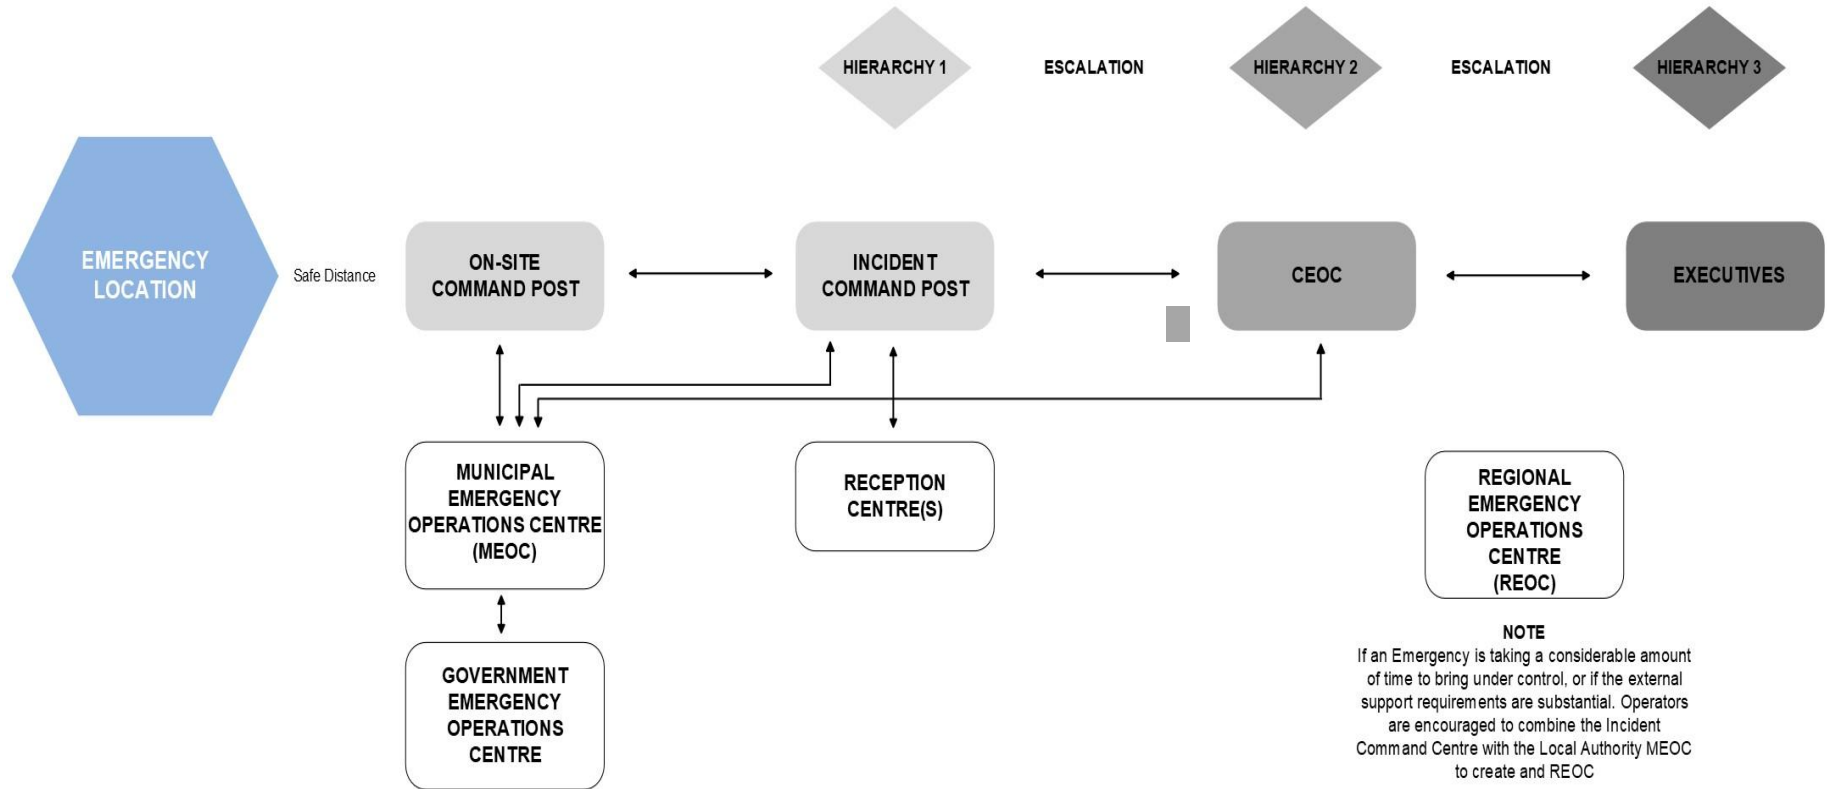 HIERARCHY 1
ESCALATION
HIERARCHY 2
ESCALATION
HIERARCHY 3
EMERGENCY
LOCATION
Safe Distance
ON-SITE
COMMAND POST
INCIDENT
COMMAND POST
CEOC
EXECUTIVES
MUNICIPAL
EMERGENCY
OPERATIONS CENTRE
(MEOC)
RECEPTION
CENTRE(S)
REGIONAL
EMERGENCY
OPERATIONS
CENTRE
(REOC)
GOVERNMENT
EMERGENCY
OPERATIONS
CENTRE
NOTE
If an Emergency is taking a considerable amount
of time to bring under control, or if the external
support requirements are substantial. Operators
are encouraged to combine the Incident
Command Centre with the Local Authority MEOC
to create and REOC